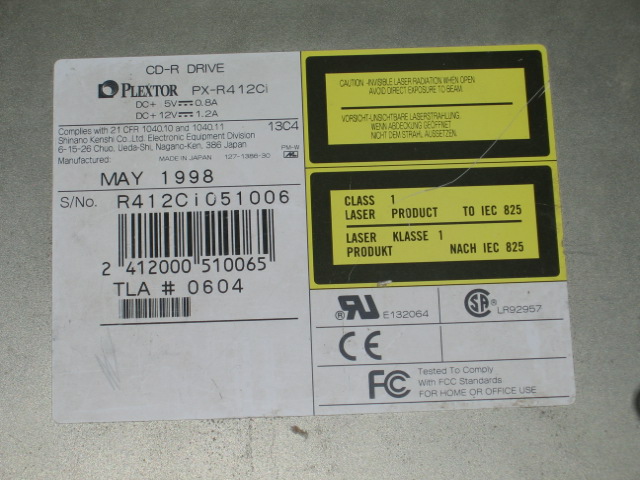 CD-R DRIVE
PLEXTOR PX-R412Ci
DC+ 5V 0.8A
DC+ 12V 1.2A
13C4
Complies with 21 CFR 1040.10 and 1040.11
Shinano Kenshi Co.,Ltd. Electronic Equipment Division
6-15-26 Chuo, Ueda-Shi, Nagano-Ken, 386 Japan
Manufactured: MADE IN JAPAN 127-1386-30
PM-W
MAY 1998
S/No. R412Ci051006
2 412000 510065
TLA # 0604
CAUTION -INVISIBLE LASER RADIATION WHEN OPEN
AVOID DIRECT EXPOSURE TO BEAM.
VORSICHT-UNSICHTBARE LASERSTRAHLUNG
WENN ABDECKUNG GEÖFFNET
NICHT DEM STRAHL AUSSETZEN.
CLASS 1
LASER PRODUCT TO IEC 825
LASER KLASSE 1
PRODUKT NACH IEC 825
® E132064
SA ® LR92957
CE
FC Tested To Comply
With FCC Standards
FOR HOME OR OFFICE USE